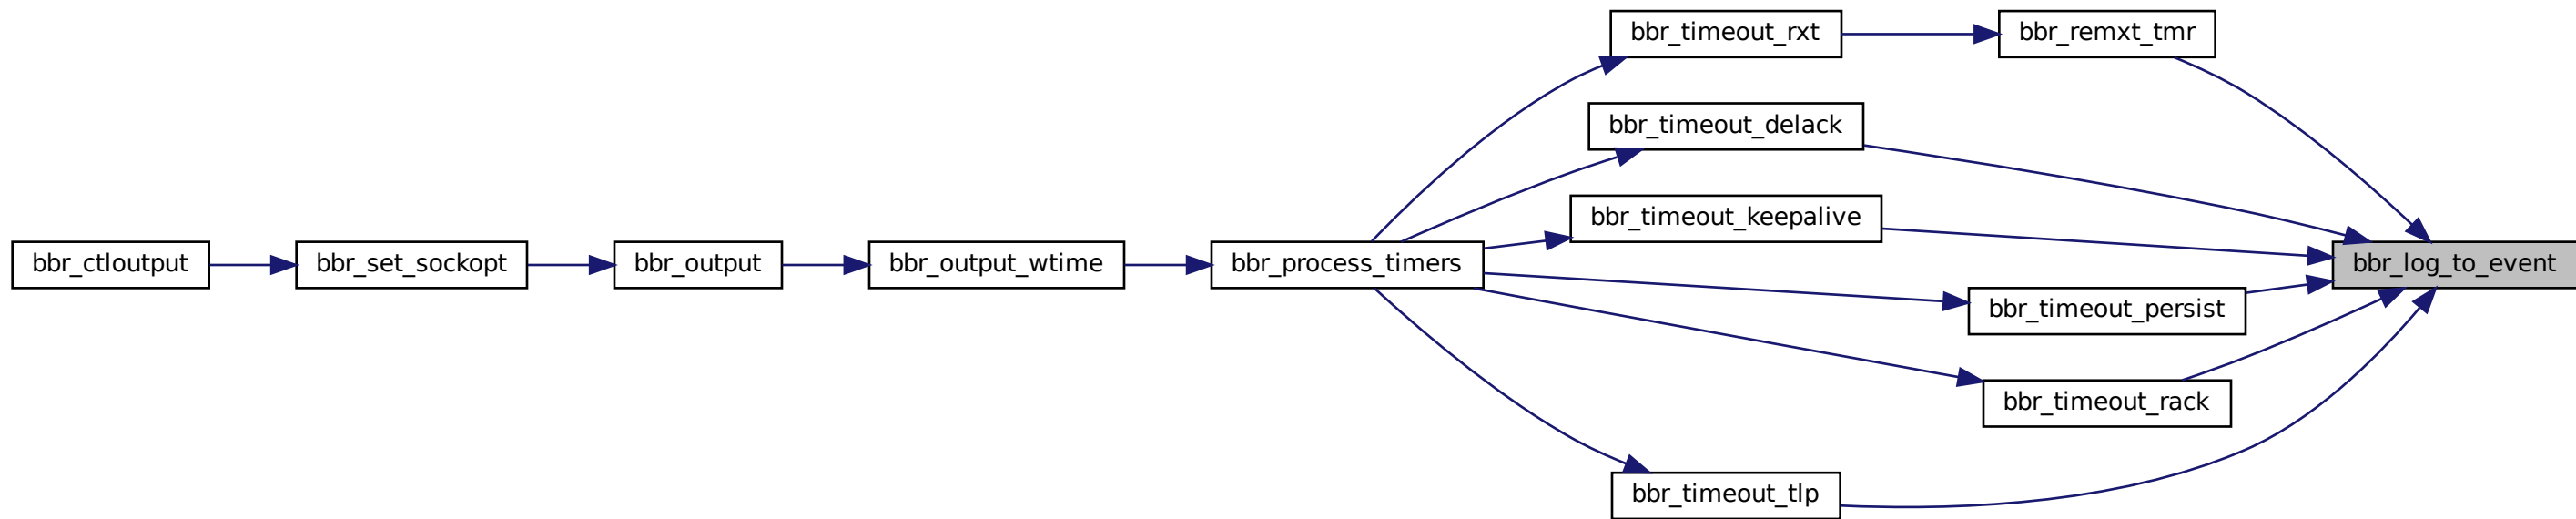 bbr_timeout_rxt
bbr_remxt_tmr
bbr_timeout_delack
bbr_timeout_keepalive
bbr_ctloutput
bbr_set_sockopt
bbr_output
bbr_output_wtime
bbr_process_timers
bbr_log_to_event
bbr_timeout_persist
bbr_timeout_rack
bbr_timeout_tlp